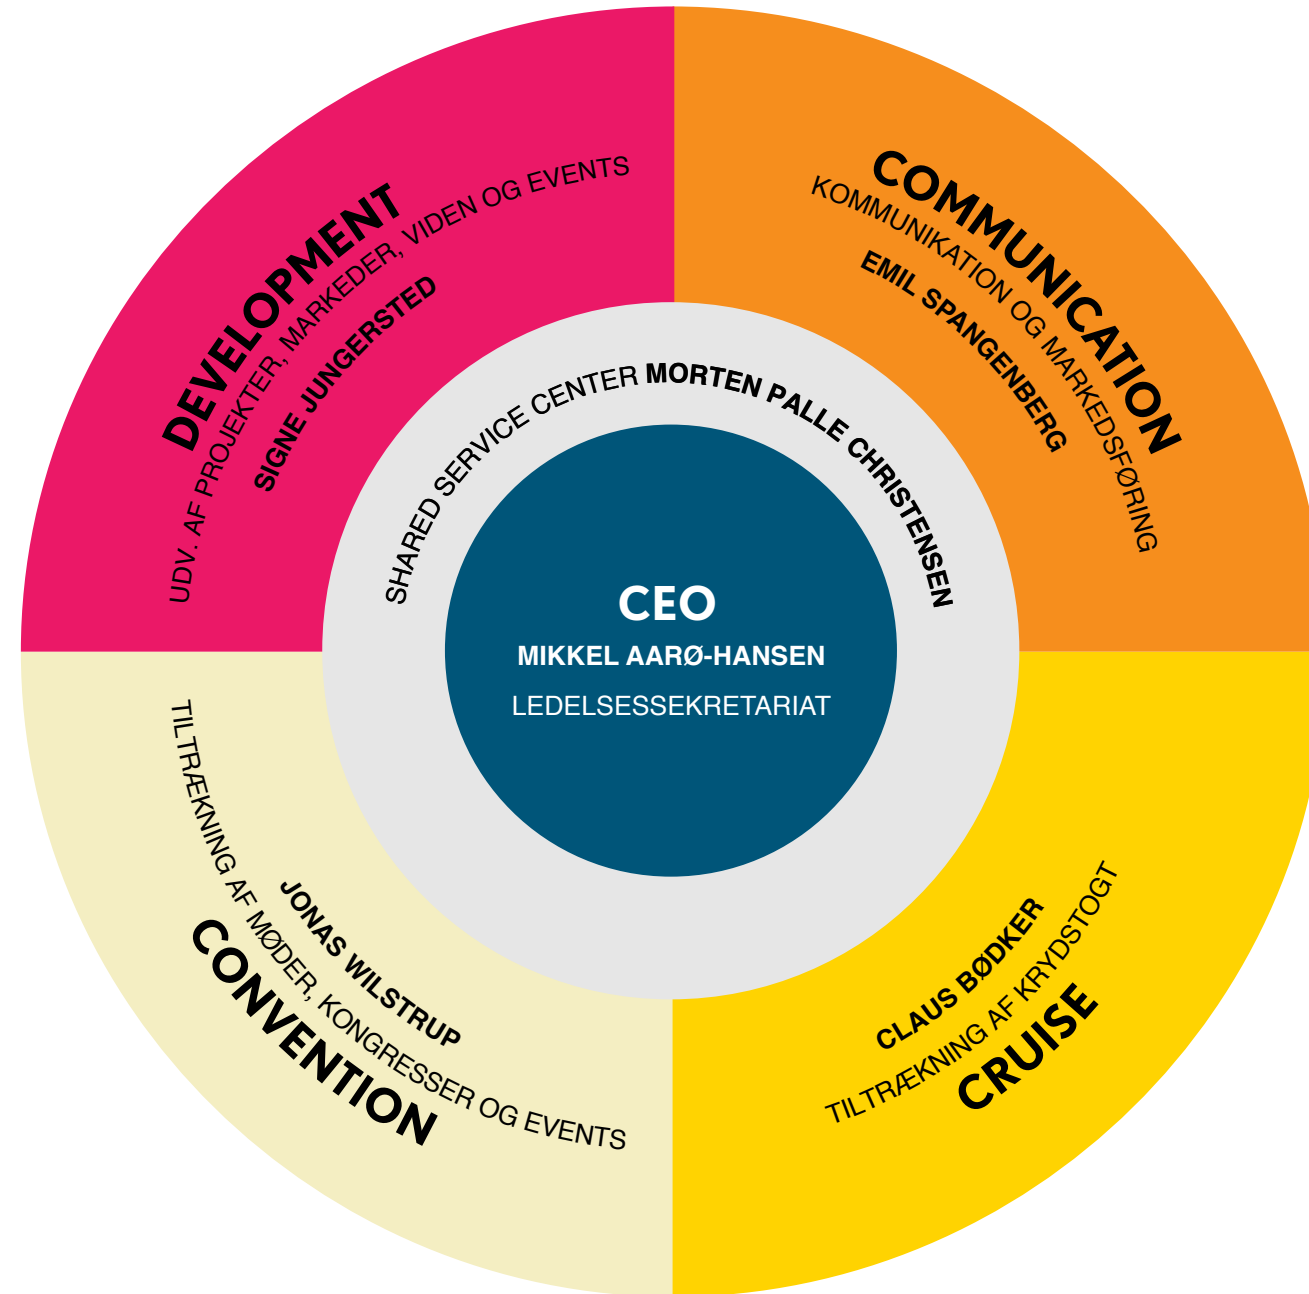 DEVELOPMENT
UDV. AF PROJEKTER, MARKEDER, VIDEN OG EVENTS
SIGNE JUNGERSTED
COMMUNICATION
KOMMUNIKATION OG MARKEDSFØRING
EMIL SPANGENBERG
SHARED SERVICE CENTER MORTEN PALLE CHRISTENSEN
CEO
MIKKEL AARØ-HANSEN
LEDELSESSEKRETARIAT
JONAS WILSTRUP
TILTRÆKNING AF MØDER, KONGRESSER OG EVENTS
CONVENTION
CLAUS BØDKER
TILTRÆKNING AF KRYDSTOGT
CRUISE